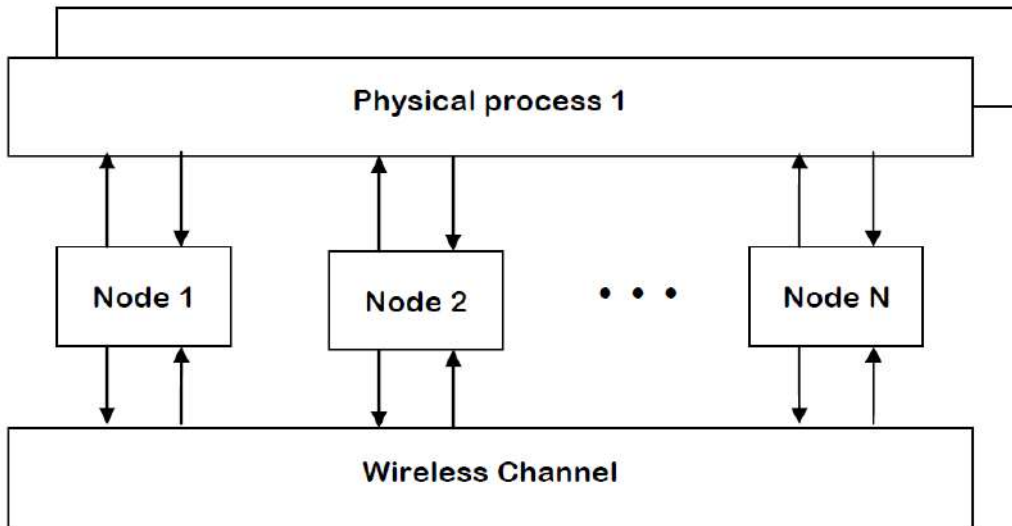 Physical process 1
Node 1
Node 2
• • •
Node N
Wireless Channel